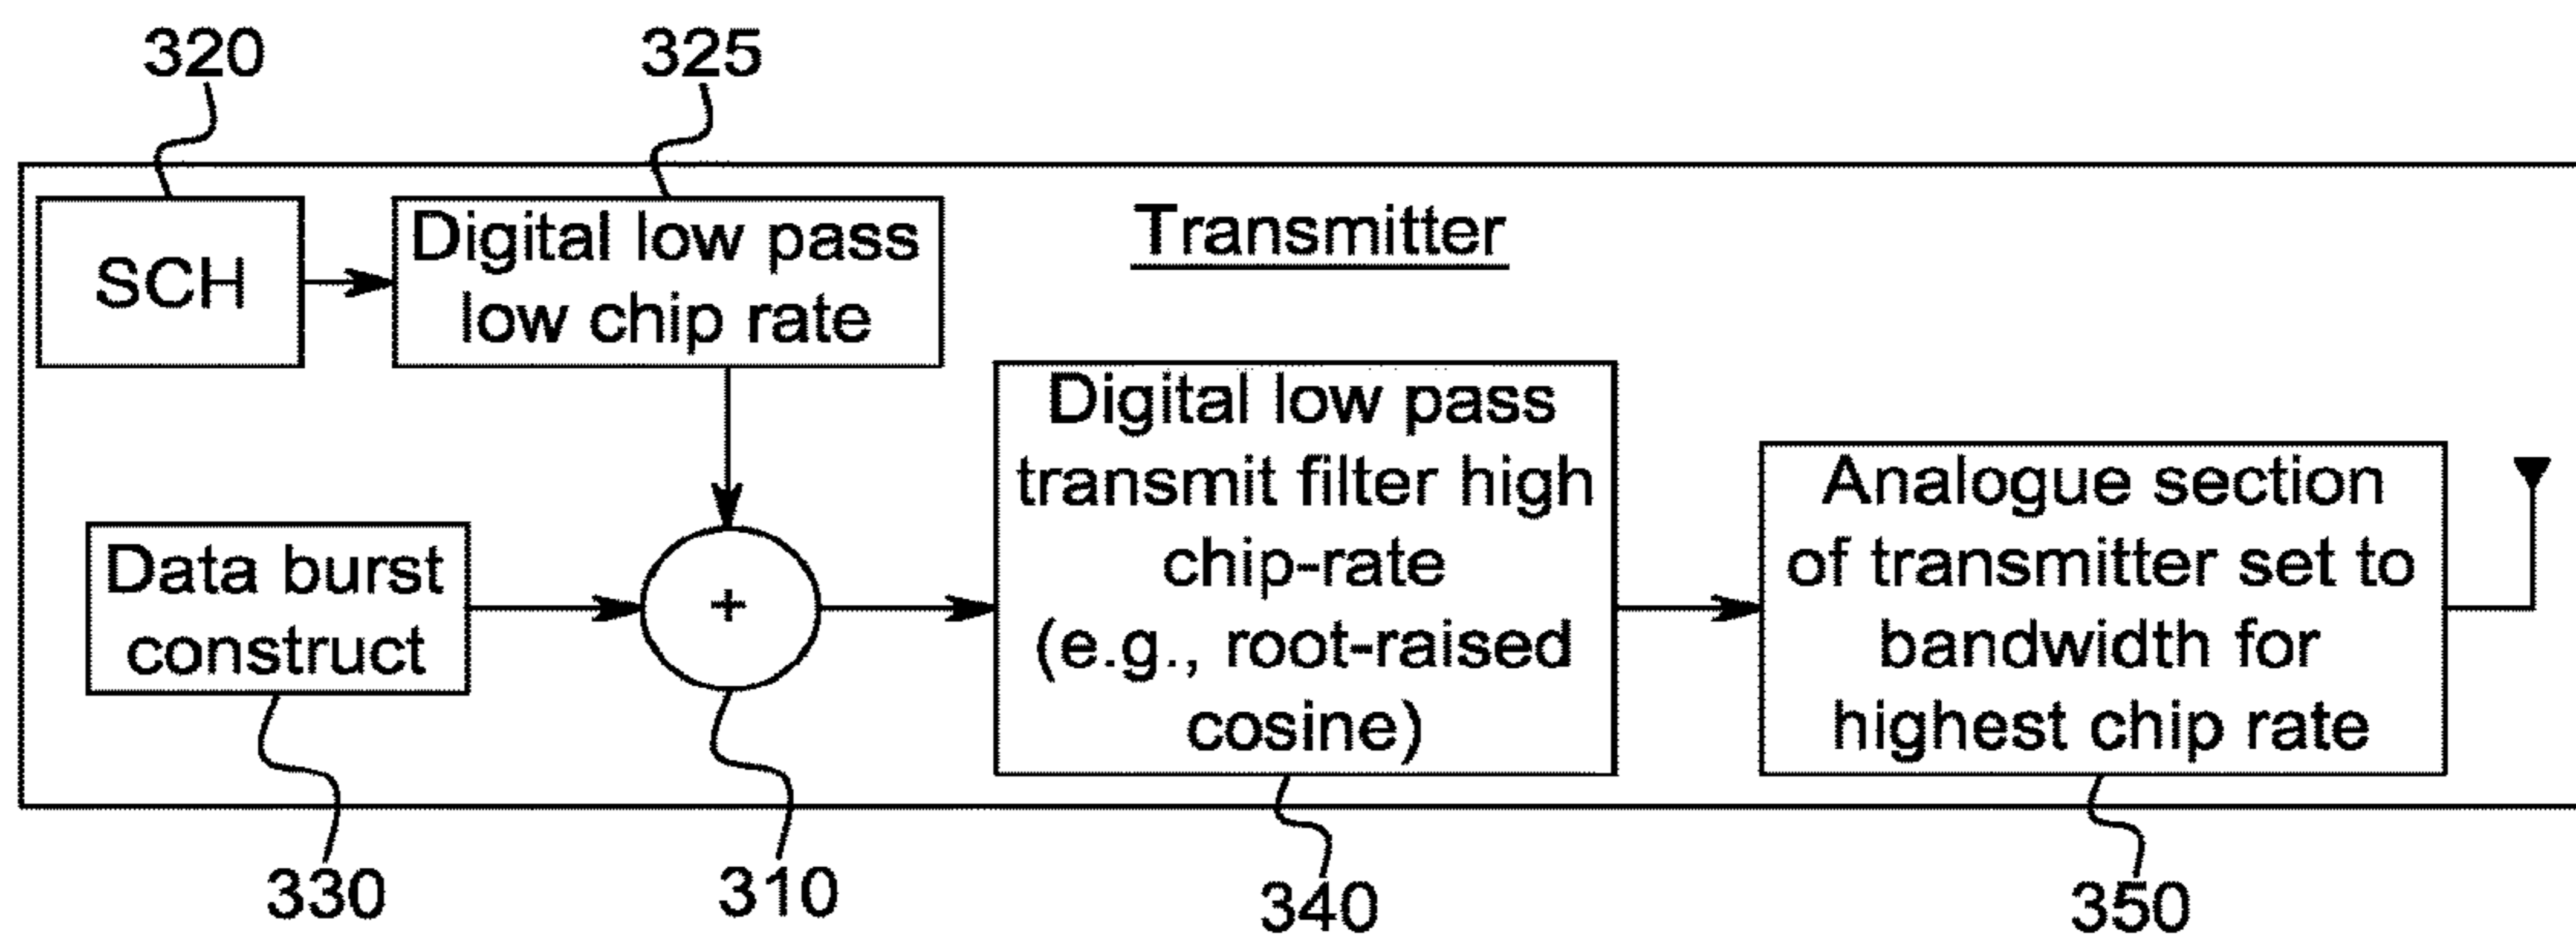 320
325
SCH
Digital low pass
low chip rate
Transmitter
Data burst
construct
+
Digital low pass
transmit filter high
chip-rate
(e.g., root-raised
cosine)
Analogue section
of transmitter set to
bandwidth for
highest chip rate
330
310
340
350